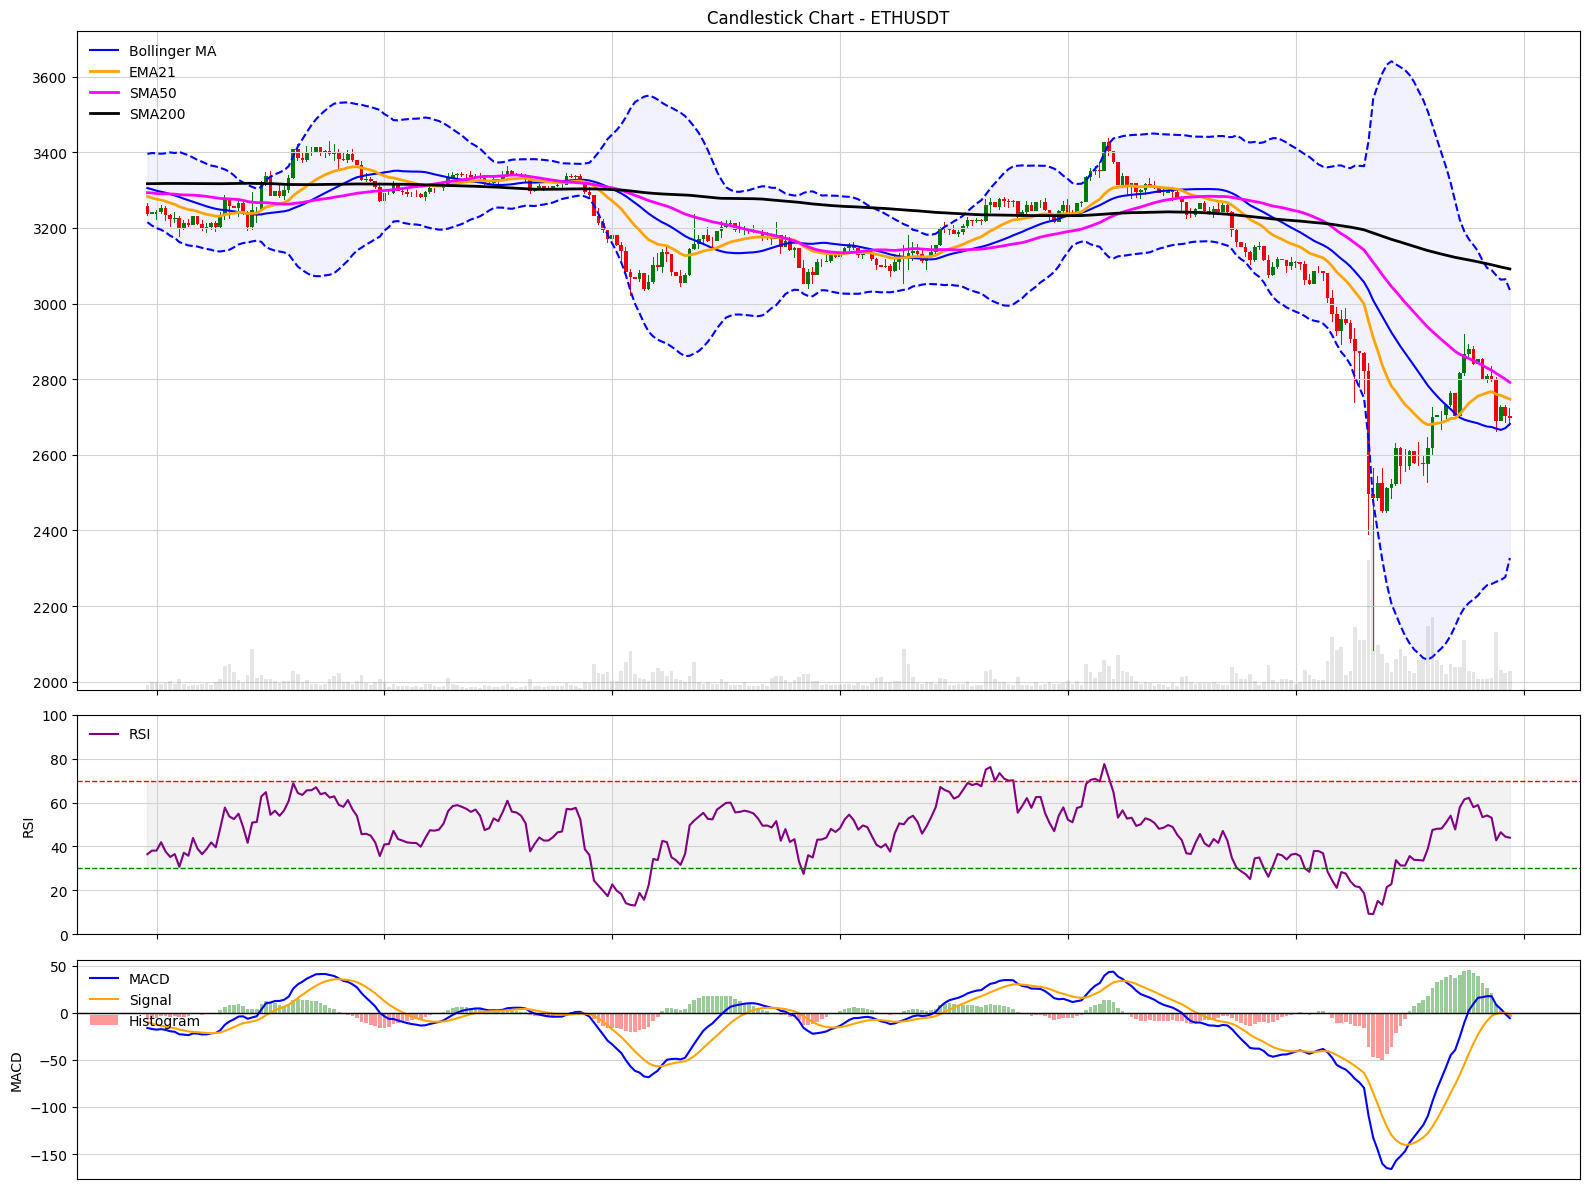 Candlestick Chart - ETHUSDT
Bollinger MA
EMA21
SMA50
SMA200
3600
3400
3200
3000
2800
2600
2400
2200
2000
RSI
100
80
60
40
20
0
RSI
MACD
Signal
Histogram
50
0
−50
−100
−150
MACD